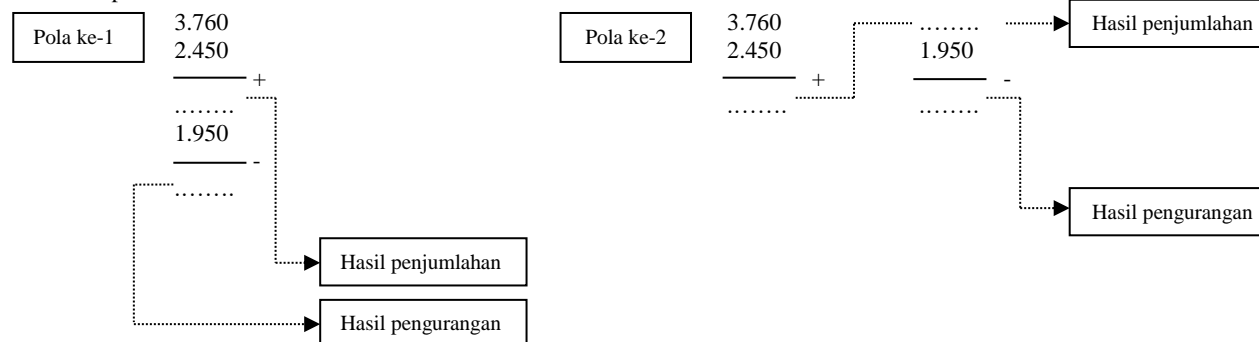 Pola ke-1
3.760
2.450
+
........
1.950
-
........
Hasil penjumlahan
Hasil pengurangan
Pola ke-2
3.760
2.450
+
........
........
1.950
-
........
Hasil penjumlahan
Hasil pengurangan